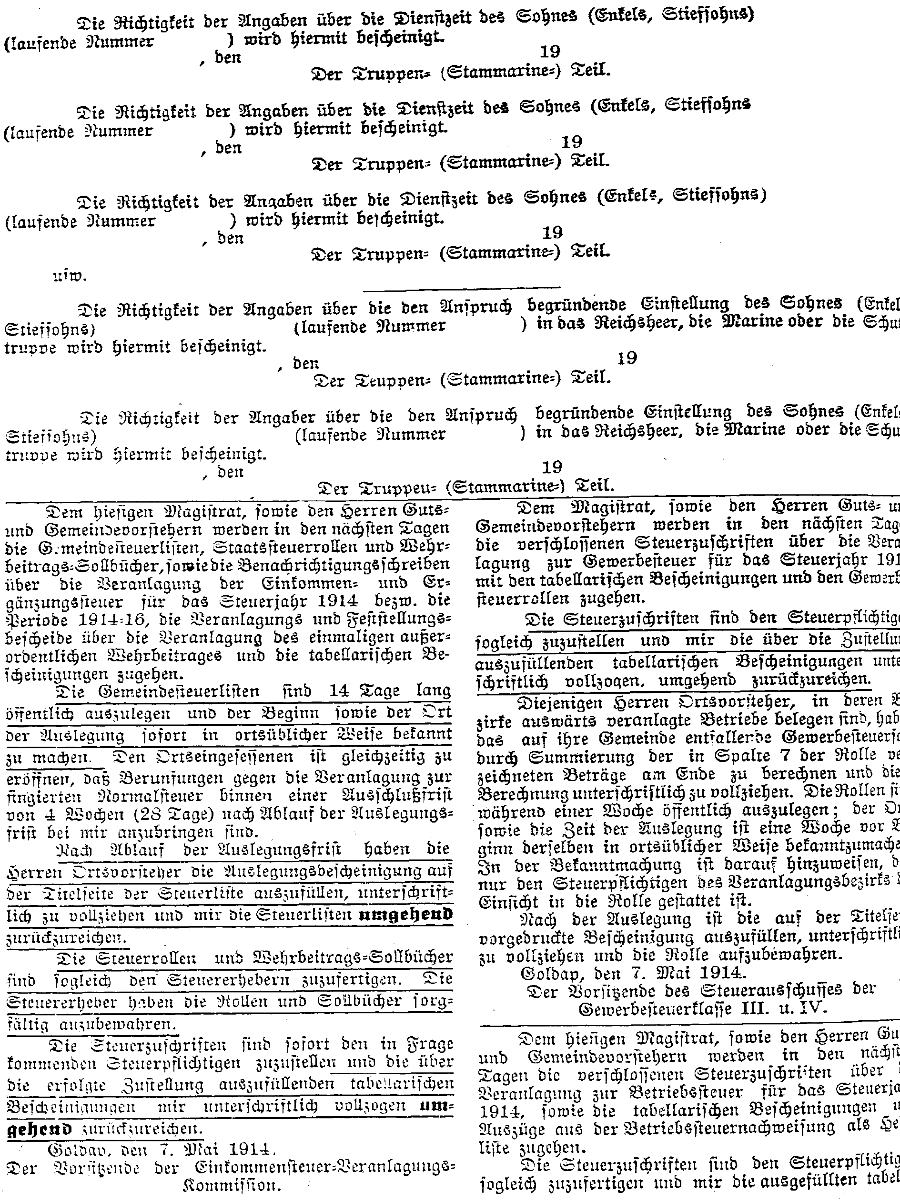 Die Richtigkeit der Angaben über die Dienstzeit des Sohnes (Enkels, Stiefsohns)
(laufende Nummer ) wird hiermit bescheinigt.
, den 19
Der Truppen- (Stammarine-) Teil.
Die Richtigkeit der Angaben über die Dienstzeit des Sohnes (Enkels, Stiefsohns
(laufende Nummer ) wird hiermit bescheinigt.
, den 19
Der Truppen- (Stammarine-) Teil.
Die Richtigkeit der Angaben über die Dienstzeit des Sohnes (Enkels, Stiefsohns)
(laufende Nummer ) wird hiermit bescheinigt.
, den 19
Der Truppen- (Stammarine-) Teil.
usw.
Die Richtigkeit der Angaben über die den Anspruch begründende Einstellung des Sohnes (Enkel
Stiefsohns) (laufende Nummer ) in das Reichsheer, die Marine oder die Schu
truppe wird hiermit bescheinigt.
, den 19
Der Truppen- (Stammarine-) Teil.
Die Richtigkeit der Angaben über die den Anspruch begründende Einstellung des Sohnes (Enkel
Stiefsohns) (laufende Nummer ) in das Reichsheer, die Marine oder die Schu
truppe wird hiermit bescheinigt.
, den 19
Der Truppen- (Stammarine-) Teil.
Dem hiesigen Magistrat, sowie den Herren Guts-
und Gemeindevorstehern werden in den nächsten Tagen
die Gemeindesteuerlisten, Staatssteuerrollen und Wehr-
beitrags-Sollbücher, sowie die Benachrichtigungsschreiben
über die Veranlagung der Einkommen- und Er-
gänzungssteuer für das Steuerjahr 1914 bezw. die
Periode 1914-16, die Veranlagungs und Feststellungs-
bescheide über die Veranlagung des einmaligen außer-
ordentlichen Wehrbeitrages und die tabellarischen Be-
scheinigungen zugehen.
Die Gemeindesteuerlisten sind 14 Tage lang
öffentlich auszulegen und der Beginn sowie der Ort
der Auslegung sofort in ortsüblicher Weise bekannt
zu machen. Den Ortseingesessenen ist gleichzeitig zu
eröffnen, daß Berufungen gegen die Veranlagung zur
fingierten Normalsteuer binnen einer Ausschlußfrist
von 4 Wochen (28 Tage) nach Ablauf der Auslegungs-
frist bei mir anzubringen sind.
Nach Ablauf der Auslegungsfrist haben die
Herren Ortsvorsteher die Auslegungsbescheinigung auf
der Titelseite der Steuerliste auszufüllen, unterschrift-
lich zu vollziehen und mir die Steuerlisten umgehend
zurückzureichen.
Die Steuerrollen und Wehrbeitrags-Sollbücher
sind sogleich den Steuererhebern zuzufertigen. Die
Steuererheber haben die Rollen und Sollbücher sorg-
fältig anzubewahren.
Die Steuerzuschriften sind sofort den in Frage
kommenden Steuerpflichtigen zuzustellen und die über
die erfolgte Zustellung auszufüllenden tabellarischen
Bescheinigungen mir unterschriftlich vollzogen um-
gehend zurückzureichen.
Goldap, den 7. Mai 1914.
Der Vorsitzende der Einkommensteuer-Veranlagungs-
Kommission.
Dem Magistrat, sowie den Herren Guts- u
Gemeindevorstehern werden in den nächsten Tag
die verschlossenen Steuerzuschriften über die Vera
lagung zur Gewerbesteuer für das Steuerjahr 191
mit den tabellarischen Bescheinigungen und den Gewerb
steuerrollen zugehen.
Die Steuerzuschriften sind den Steuerpflichtige
sogleich zuzustellen und mir die über die Zustellu
auszufüllenden tabellarischen Bescheinigungen unte
schriftlich vollzogen, umgehend zurückzureichen.
Diejenigen Herren Ortsvorsteher, in deren B
zirke auswärts veranlagte Betriebe belegen sind, hab
das auf ihre Gemeinde entfallende Gewerbesteuers
durch Summierung der in Spalte 7 der Rolle ve
zeichneten Beträge am Ende zu berechnen und die
Berechnung unterschriftlich zu vollziehen. Die Rollen si
während einer Woche öffentlich auszulegen; der Or
sowie die Zeit der Auslegung ist eine Woche vor B
ginn derselben in ortsüblicher Weise bekanntzumache
In der Bekanntmachung ist darauf hinzuweisen, d
nur den Steuerpflichtigen des Veranlagungsbezirks
Einsicht in die Rolle gestattet ist.
Nach der Auslegung ist die auf der Titelse
vorgedruckte Bescheinigung auszufüllen, unterschriftli
zu vollziehen und die Rolle aufzubewahren.
Goldap, den 7. Mai 1914.
Der Vorsitzende des Steuerausschusses der
Gewerbesteuerklasse III. u. IV.
Dem hiesigen Magistrat, sowie den Herren Gu
und Gemeindevorstehern werden in den nächst
Tagen die verschlossenen Steuerzuschriften über
Veranlagung zur Betriebssteuer für das Steuerja
1914, sowie die tabellarischen Bescheinigungen u
Auszüge aus der Betriebssteuernachweisung als He
liste zugehen.
Die Steuerzuschriften sind den Steuerpflichtig
sogleich zuzufertigen und mir die ausgefüllten tabel